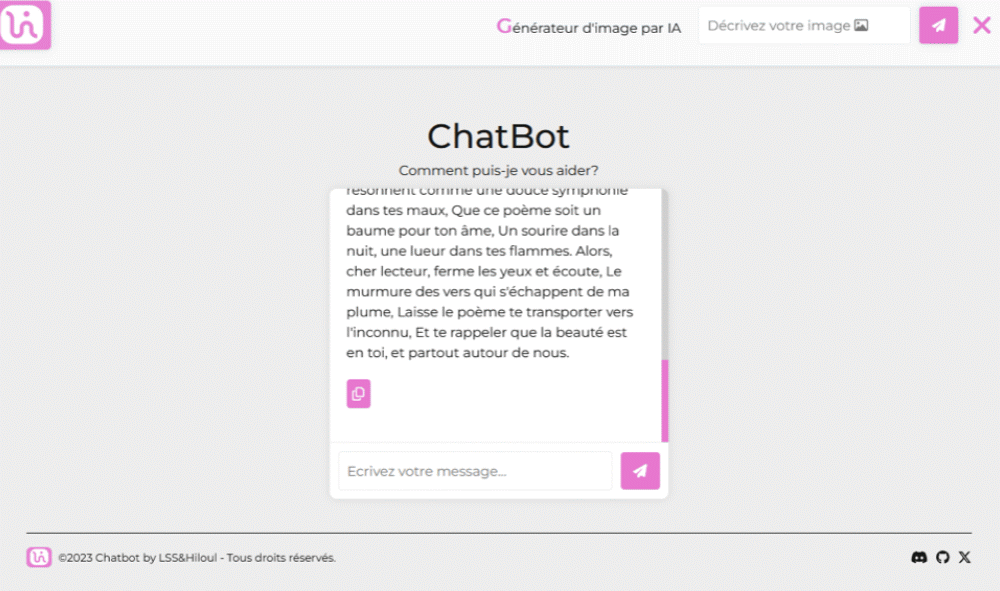 Générateur d'image par IA
Décrivez votre image
ChatBot
Comment puis-je vous aider?
résonnent comme une douce symphonie
dans tes maux, Que ce poème soit un
baume pour ton âme, Un sourire dans la
nuit, une lueur dans tes flammes. Alors,
cher lecteur, ferme les yeux et écoute, Le
murmure des vers qui s'échappent de ma
plume, Laisse le poème te transporter vers
l'inconnu, Et te rappeler que la beauté est
en toi, et partout autour de nous.
Ecrivez votre message...
©2023 Chatbot by LSS&Hiloul - Tous droits réservés.